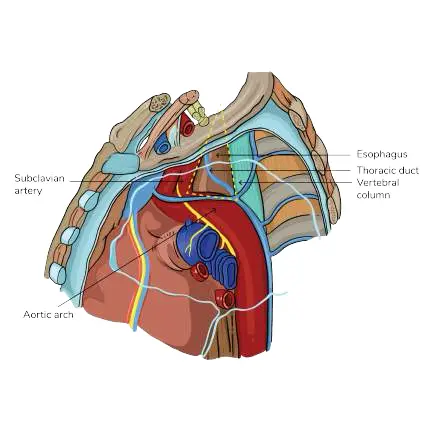 Esophagus
Thoracic duct
Vertebral
column
Subclavian
artery
Aortic arch